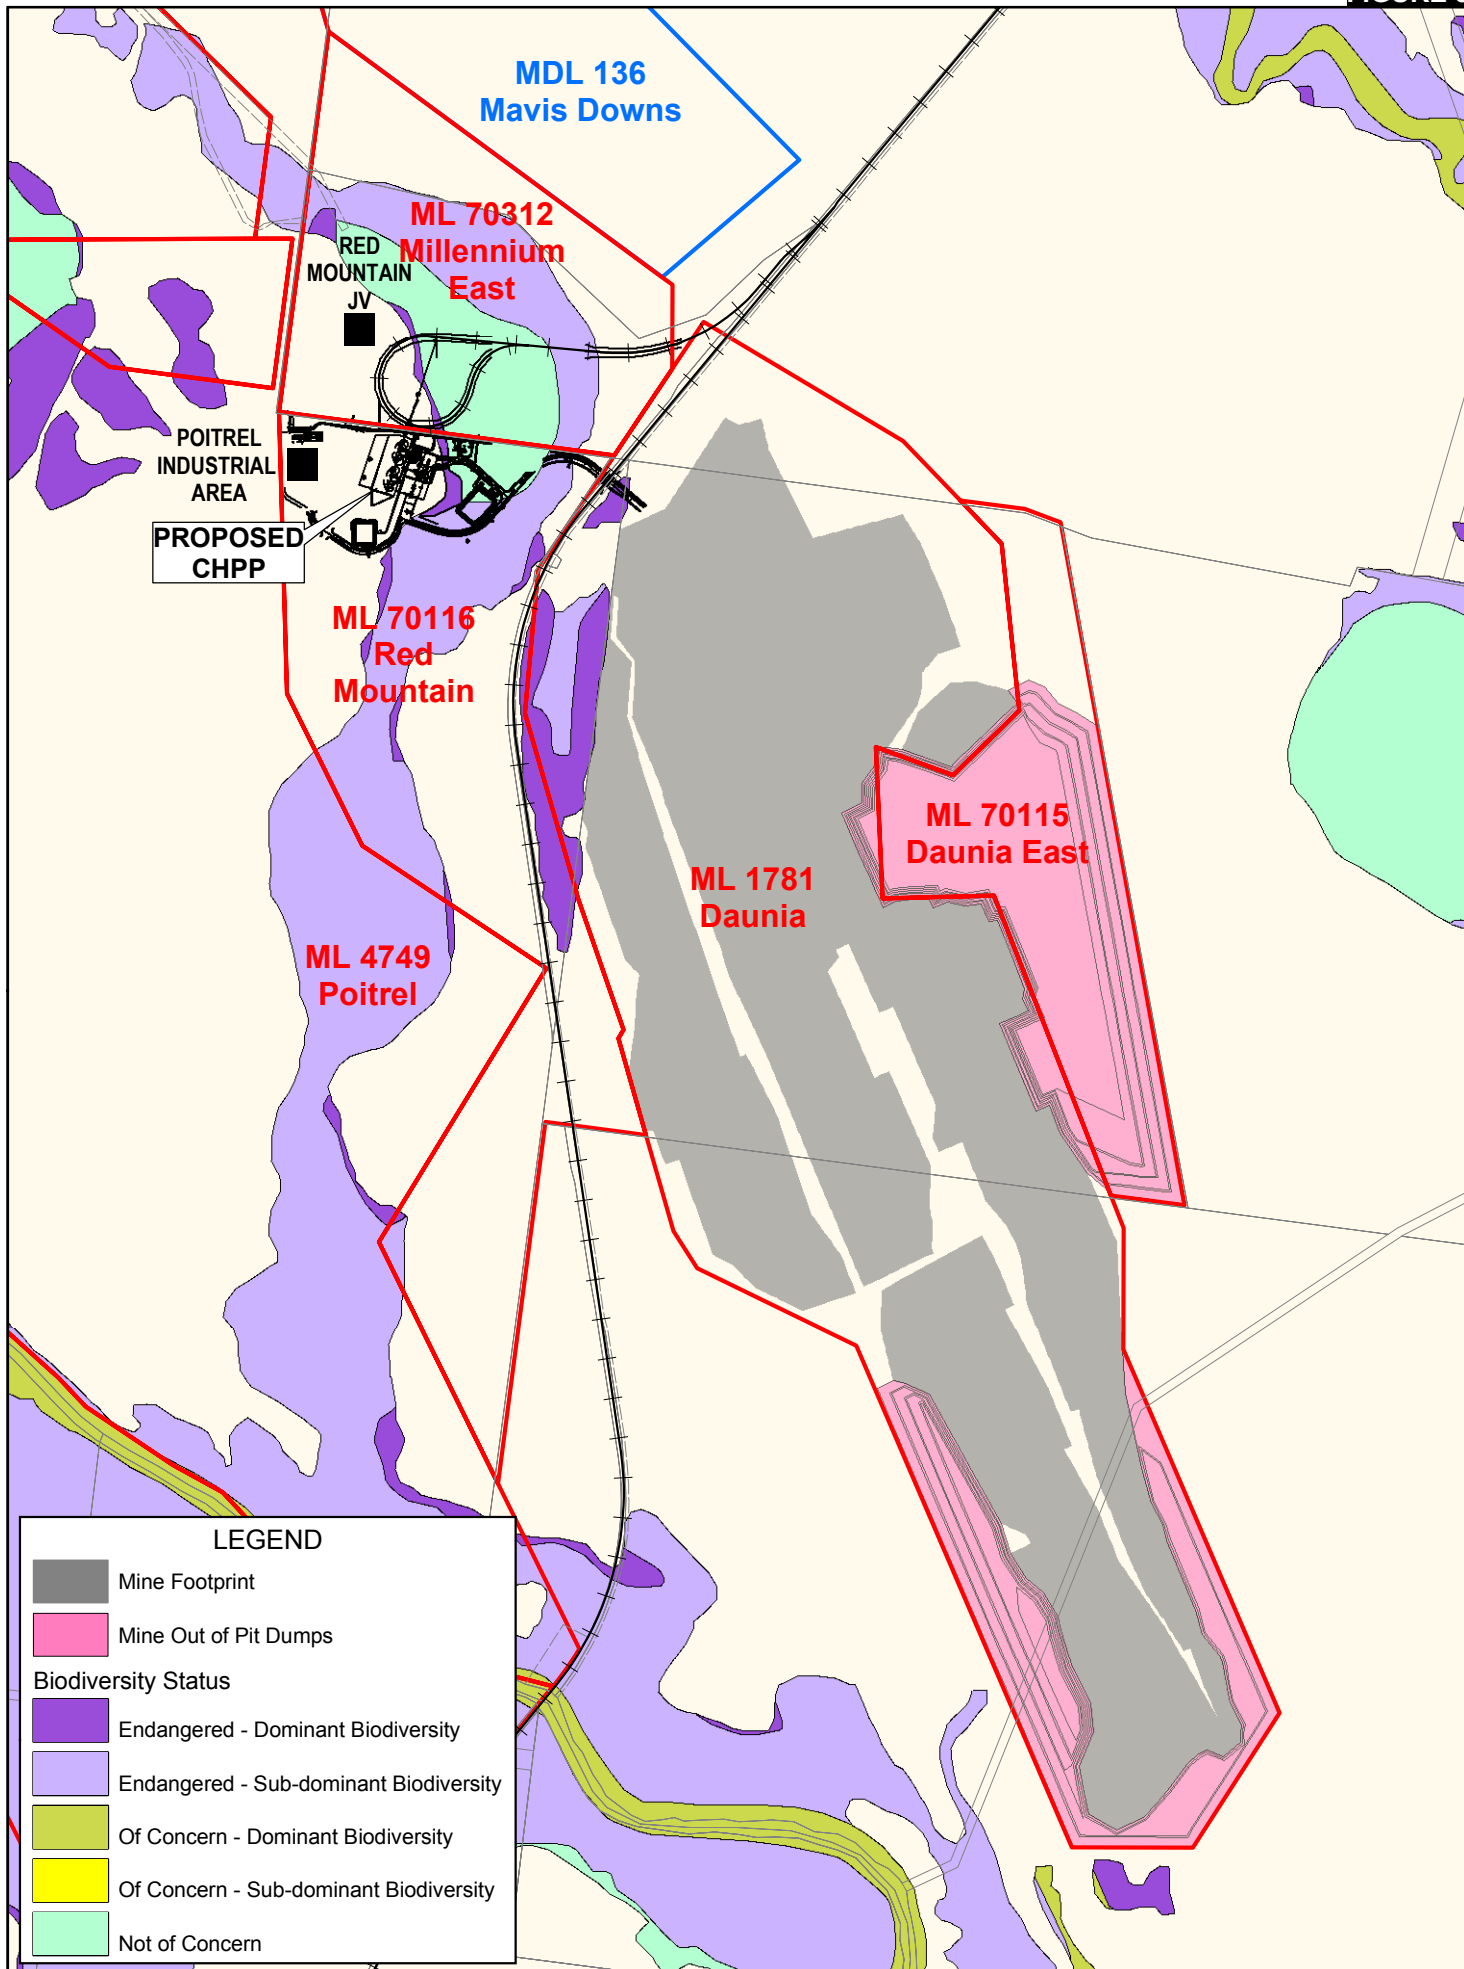 MDL 136
Mavis Downs
ML 70312
Millennium
East
RED
MOUNTAIN
JV
POITREL
INDUSTRIAL
AREA
PROPOSED
CHPP
ML 70116
Red
Mountain
ML 70115
Daunia East
ML 1781
Daunia
ML 4749
Poitrel
LEGEND
Mine Footprint
Mine Out of Pit Dumps
Biodiversity Status
Endangered - Dominant Biodiversity
Endangered - Sub-dominant Biodiversity
Of Concern - Dominant Biodiversity
Of Concern - Sub-dominant Biodiversity
Not of Concern